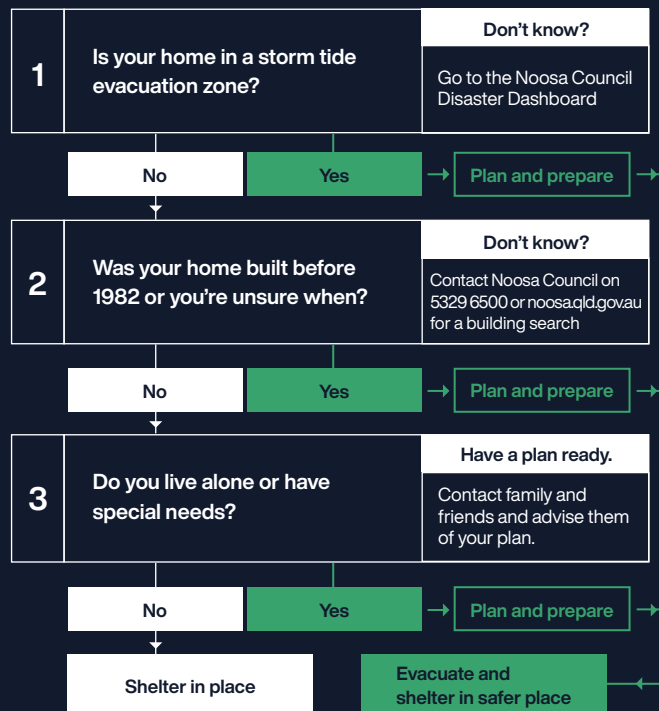 1
Is your home in a storm tide
evacuation zone?
Don't know?
Go to the Noosa Council
Disaster Dashboard
No
Yes
Plan and prepare
2
Was your home built before
1982 or you're unsure when?
Don't know?
Contact Noosa Council on
5329 6500 or noosa.qld.gov.au
for a building search
No
Yes
Plan and prepare
3
Do you live alone or have
special needs?
Have a plan ready.
Contact family and
friends and advise them
of your plan.
No
Yes
Plan and prepare
Shelter in place
Evacuate and
shelter in safer place